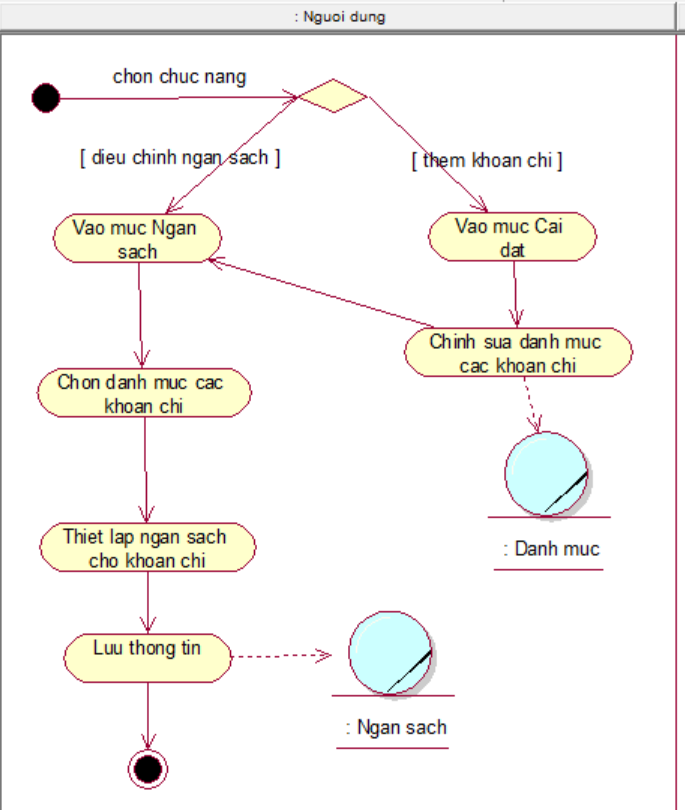 : Nguoi dung
chon chuc nang
[ dieu chinh ngan sach ]
[ them khoan chi ]
Vao muc Ngan
sach
Vao muc Cai
dat
Chinh sua danh muc
cac khoan chi
Chon danh muc cac
khoan chi
: Danh muc
Thiet lap ngan sach
cho khoan chi
Luu thong tin
: Ngan sach